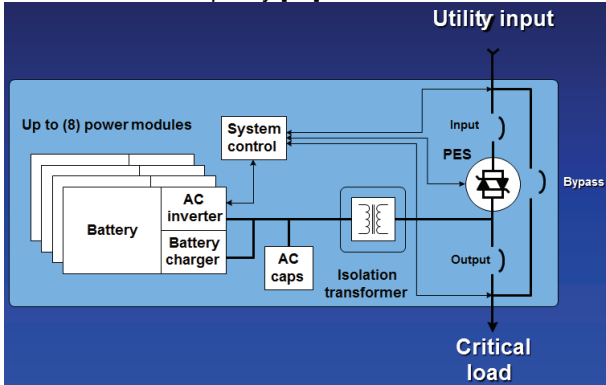 Utility input
Up to (8) power modules
System
control
Input
PES
Bypass
AC
inverter
Battery
Battery
charger
AC
caps
Isolation
transformer
Output
Critical
load